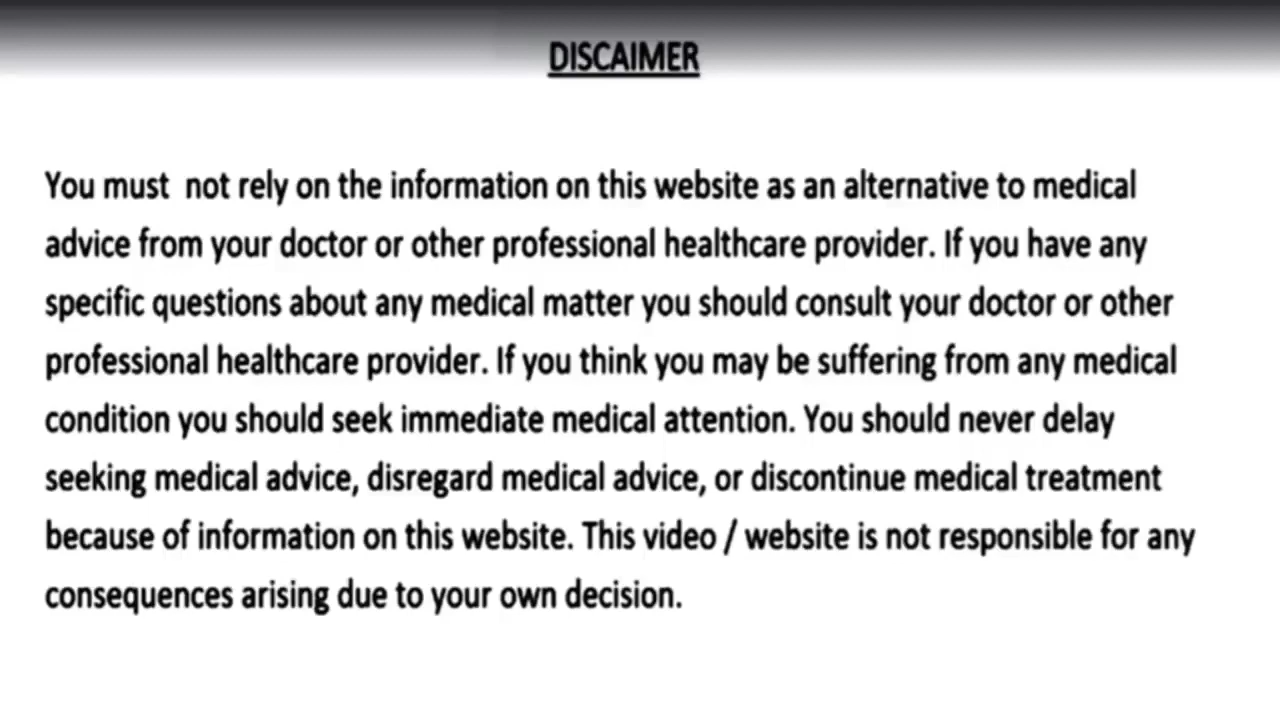 DISCAIMER
You must  not rely on the information on this website as an alternative to medical
advice from your doctor or other professional healthcare provider. If you have any
specific questions about any medical matter you should consult your doctor or other
professional healthcare provider. If you think you may be suffering from any medical
condition you should seek immediate medical attention. You should never delay
seeking medical advice, disregard medical advice, or discontinue medical treatment
because of information on this website. This video / website is not responsible for any
consequences arising due to your own decision.